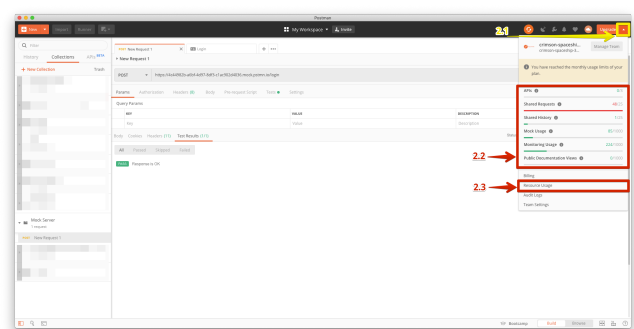 Postman
New
Import
Runner
My Workspace
Invite
2.1
Upgrade
Filter
History
Collections
APIs BETA
+ New Collection
Trash
POST New Request 1
Login
New Request 1
POST
Params
Authorization
Headers (8)
Body
Pre-request Script
Tests
Settings
Query Params
KEY
VALUE
DESCRIPTION
Key
Value
Description
Body
Cookies
Headers
Test Results (1/1)
All
Passed
Skipped
Failed
PASS
Response is OK
Mock Server
1 request
New Request 1
Manage Team
You have reached the monthly usage limits of your
plan.
APIs
Shared Requests
Shared History
Mock Usage
Monitoring Usage
2.2
Public Documentation Views
Billing
2.3
Resource Usage
Audit Logs
Team Settings
Bootcamp
Build
Browse